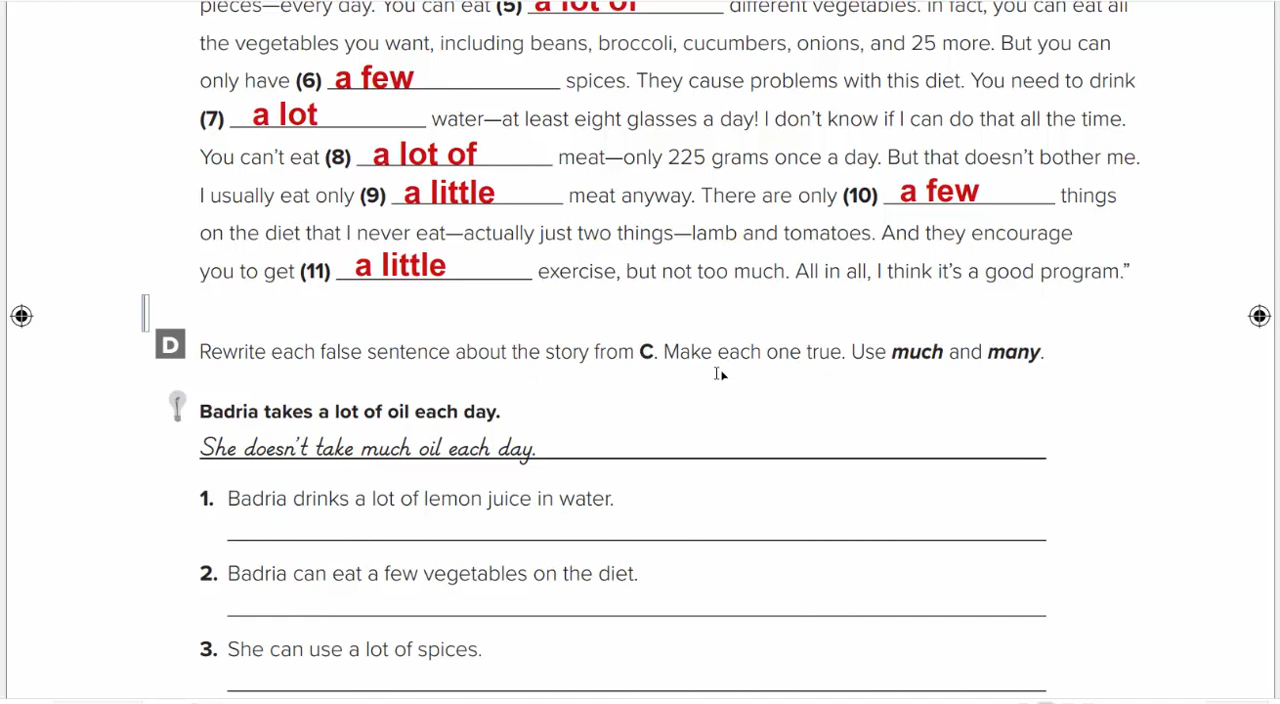 pieces—every day. You can eat (5) a lot of different vegetables. In fact, you can eat all
the vegetables you want, including beans, broccoli, cucumbers, onions, and 25 more. But you can
only have (6) a few spices. They cause problems with this diet. You need to drink
(7) a lot water—at least eight glasses a day! I don't know if I can do that all the time.
You can't eat (8) a lot of meat—only 225 grams once a day. But that doesn't bother me.
I usually eat only (9) a little meat anyway. There are only (10) a few things
on the diet that I never eat—actually just two things—lamb and tomatoes. And they encourage
you to get (11) a little exercise, but not too much. All in all, I think it's a good program."
D Rewrite each false sentence about the story from C. Make each one true. Use much and many.
Badria takes a lot of oil each day.
She doesn't take much oil each day.
1. Badria drinks a lot of lemon juice in water.
2. Badria can eat a few vegetables on the diet.
3. She can use a lot of spices.